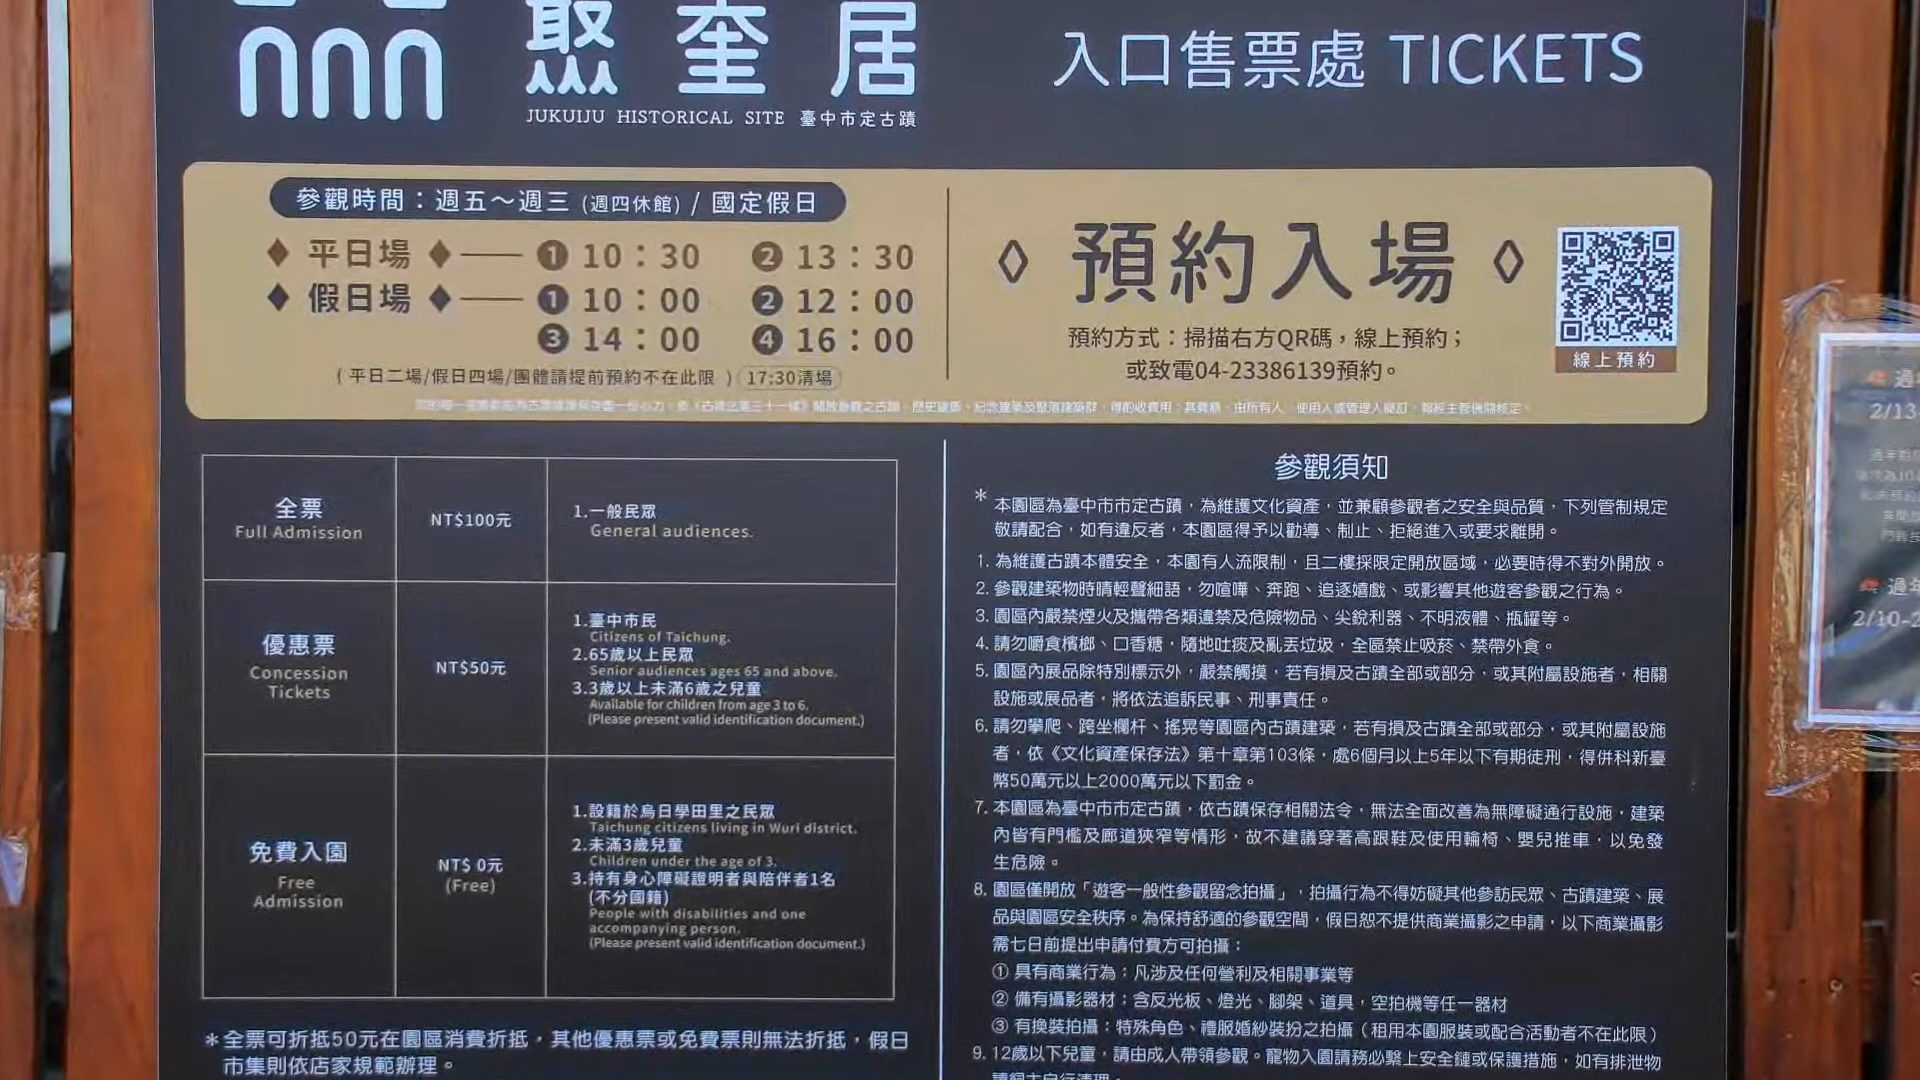 聚奎居
JUKUIJU HISTORICAL SITE 臺中市定古蹟
入口售票處 TICKETS
參觀時間：週五～週三 (週四休館) / 國定假日
平日場 ❶ 10：30 ❷ 13：30
假日場 ❶ 10：00 ❷ 12：00
❸ 14：00 ❹ 16：00
( 平日二場/假日四場/團體請提前預約不在此限 ) 17:30清場
預約入場
預約方式：掃描右方QR碼，線上預約；
或致電04-23386139預約。
線上預約
全票
Full Admission
NT$100元
1.一般民眾
General audiences.
優惠票
Concession
Tickets
NT$50元
1.臺中市民
Citizens of Taichung.
2.65歲以上民眾
Senior audiences ages 65 and above.
3.3歲以上未滿6歲之兒童
Available for children from age 3 to 6.
(Please present valid identification document.)
免費入園
Free
Admission
NT$ 0元
(Free)
1.設籍於烏日學田里之民眾
Taichung citizens living in Wuri district.
2.未滿3歲兒童
Children under the age of 3.
3.持有身心障礙證明者與陪伴者1名
(不分國籍)
People with disabilities and one
accompanying person.
(Please present valid identification document.)
＊全票可折抵50元在園區消費折抵，其他優惠票或免費票則無法折抵，假日
市集則依店家規範辦理。
參觀須知
＊本園區為臺中市市定古蹟，為維護文化資產，並兼顧參觀者之安全與品質，下列管制規定
敬請配合，如有違反者，本園區得予以勸導、制止、拒絕進入或要求離開。
1. 為維護古蹟本體安全，本園有人流限制，且二樓採限定開放區域，必要時得不對外開放。
2. 參觀建築物時請輕聲細語，勿喧嘩、奔跑、追逐嬉戲、或影響其他遊客參觀之行為。
3. 園區內嚴禁煙火及攜帶各類違禁及危險物品、尖銳利器、不明液體、瓶罐等。
4. 請勿嚼食檳榔、口香糖，隨地吐痰及亂丟垃圾，全區禁止吸菸、禁帶外食。
5. 園區內展品除特別標示外，嚴禁觸摸，若有損及古蹟全部或部分，或其附屬設施者，相關
設施或展品者，將依法追訴民事、刑事責任。
6. 請勿攀爬、跨坐欄杆、搖晃等園區內古蹟建築，若有損及古蹟全部或部分，或其附屬設施
者，依《文化資產保存法》第十章第103條，處6個月以上5年以下有期徒刑，得併科新臺
幣50萬元以上2000萬元以下罰金。
7. 本園區為臺中市市定古蹟，依古蹟保存相關法令，無法全面改善為無障礙通行設施，建築
內皆有門檻及廊道狹窄等情形，故不建議穿著高跟鞋及使用輪椅、嬰兒推車，以免發
生危險。
8. 園區僅開放「遊客一般性參觀留念拍攝」，拍攝行為不得妨礙其他參訪民眾、古蹟建築、展
品與園區安全秩序。為保持舒適的參觀空間，假日恕不提供商業攝影之申請，以下商業攝影
需七日前提出申請付費方可拍攝：
① 具有商業行為：凡涉及任何營利及相關事業等
② 備有攝影器材：含反光板、燈光、腳架、道具，空拍機等任一器材
③ 有換裝拍攝：特殊角色、禮服婚紗裝扮之拍攝（租用本園服裝或配合活動者不在此限）
9. 12歲以下兒童，請由成人帶領參觀。寵物入園請務必繫上安全鏈或保護措施，如有排泄物
2/13
2/10-2